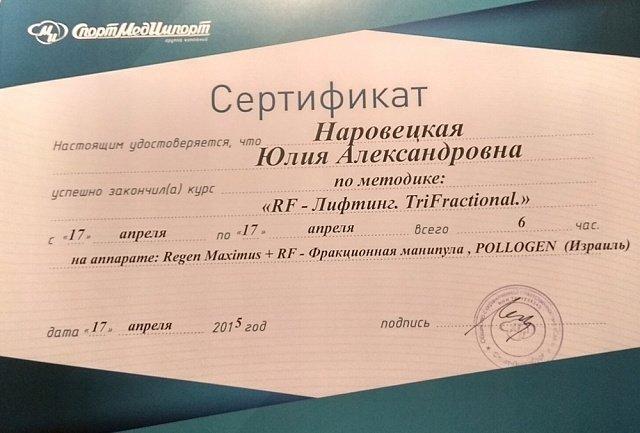 СпортМедИмпорт
группа компаний
Сертификат
Настоящим удостоверяется, что Наровецкая
Юлия Александровна
успешно закончил(а) курс по методике:
«RF - Лифтинг. TriFractional.»
с «17» апреля по «17» апреля всего 6 час.
на аппарате: Regen Maximus + RF - Фракционная манипула , POLLOGEN (Израиль)
дата «17» апреля 2015 год подпись